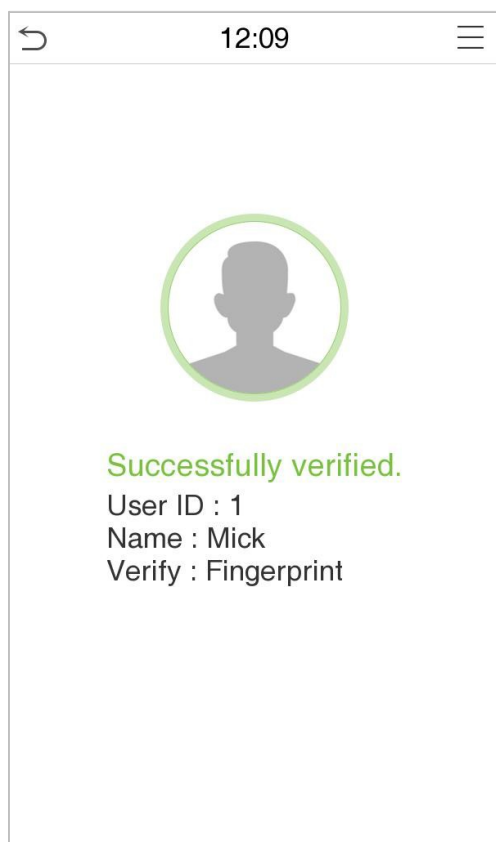 12:09
Successfully verified.
User ID : 1
Name : Mick
Verify : Fingerprint